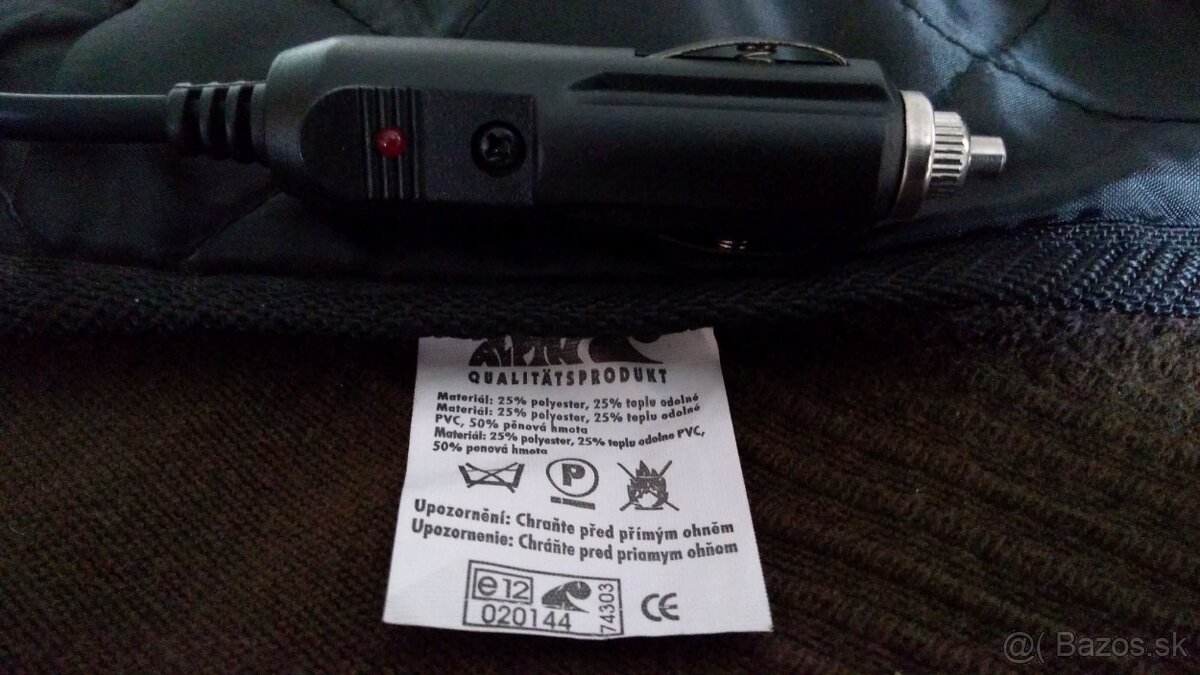 ALPIN
QUALITÄTSPRODUKT
Materiál: 25% polyester, 25% teplu odolné
Materiál: 25% polyester, 25% teplu odolné
PVC, 50% pěnová hmota
Materiál: 25% polyester, 25% teplu odolne PVC,
50% penová hmota
P
Upozornění: Chraňte před přímým ohněm
Upozornenie: Chráňte pred priamym ohňom
e12
020144
74303
CE
@( Bazos.sk